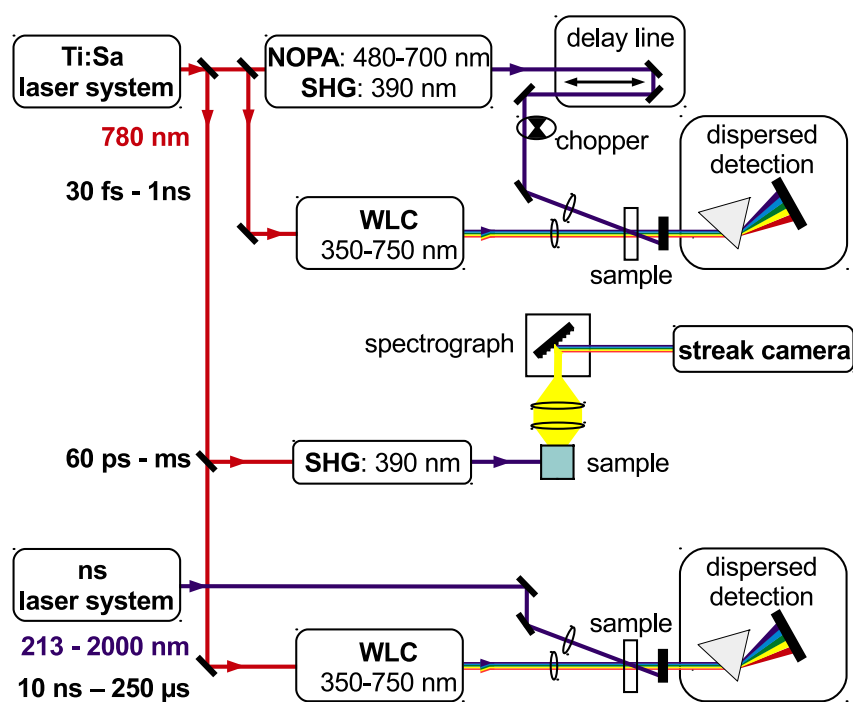 Ti:Sa
laser system
NOPA: 480-700 nm
SHG: 390 nm
delay line
780 nm
chopper
dispersed
detection
30 fs - 1ns
WLC
350-750 nm
sample
spectrograph
streak camera
60 ps - ms
SHG: 390 nm
sample
ns
laser system
dispersed
detection
sample
213 - 2000 nm
WLC
350-750 nm
10 ns – 250 µs